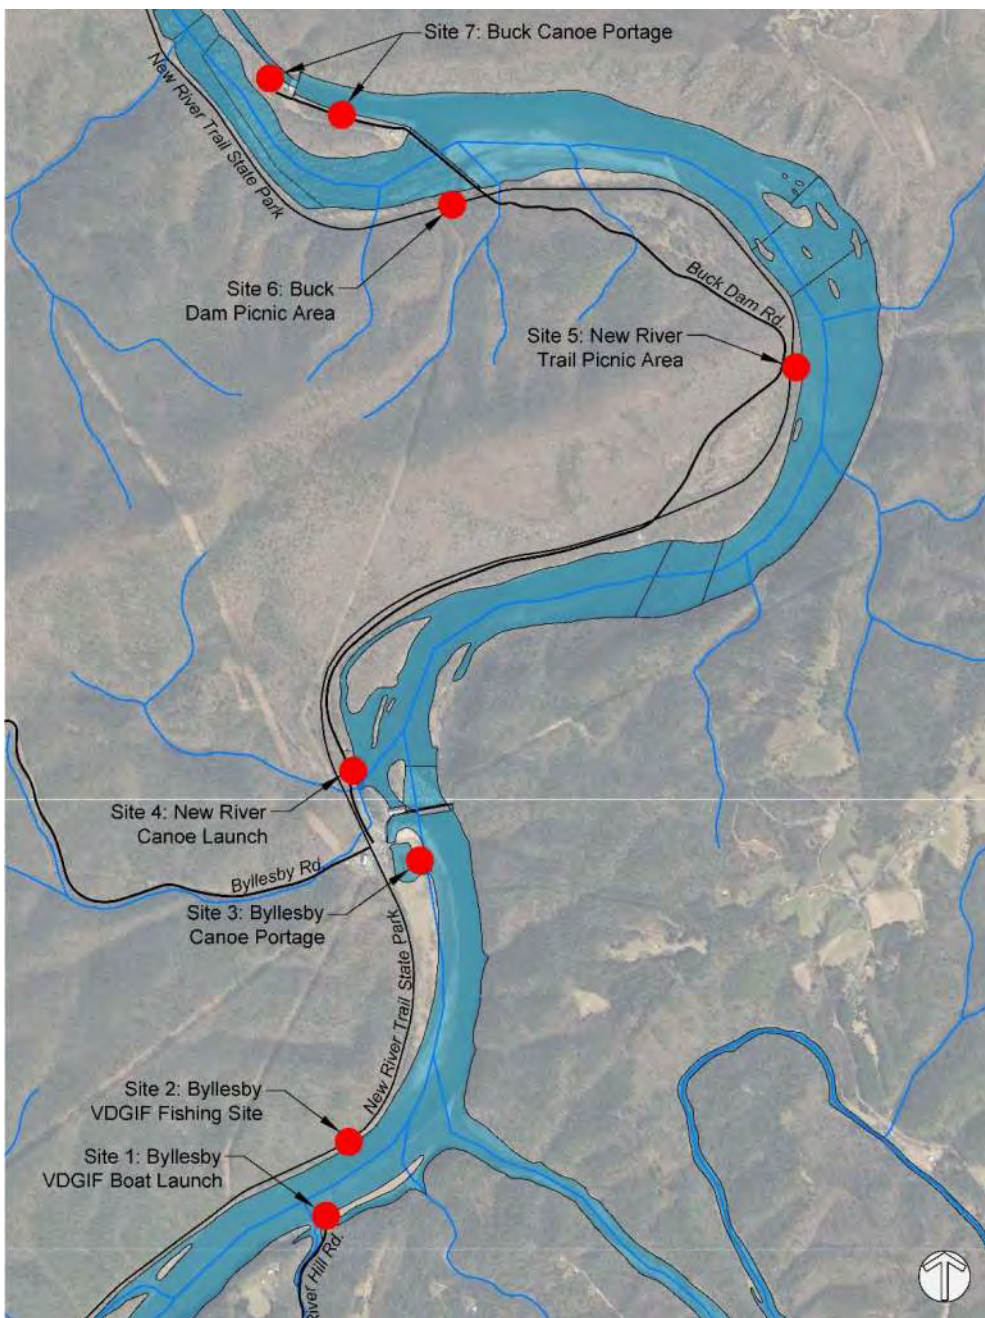 Site 7: Buck Canoe Portage
New River Trail State Park
Site 6: Buck
Dam Picnic Area
Buck Dam Rd.
Site 5: New River
Trail Picnic Area
Site 4: New River
Canoe Launch
Byllesby Rd.
Site 3: Byllesby
Canoe Portage
New River Trail State Park
Site 2: Byllesby
VDGIF Fishing Site
Site 1: Byllesby
VDGIF Boat Launch
River Hill Rd.